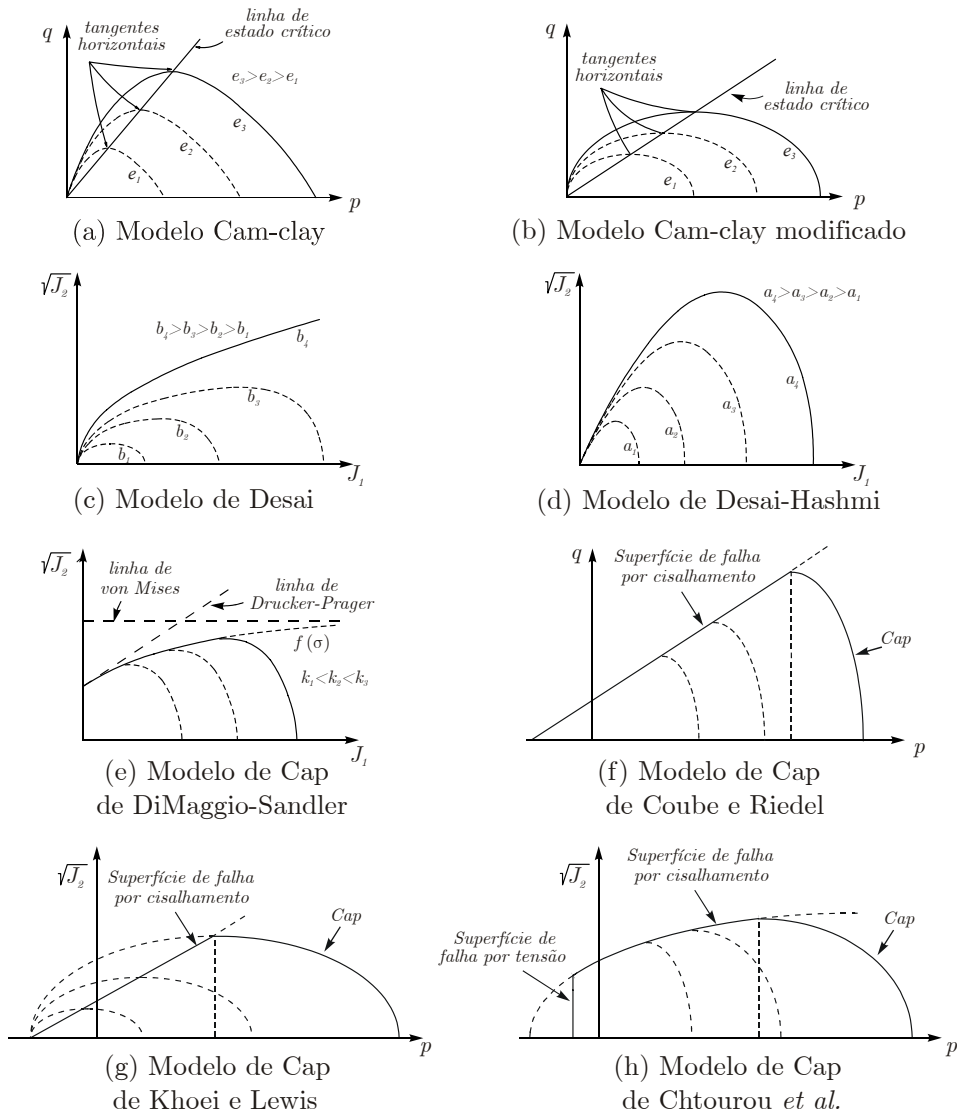 q
tangentes
horizontais
linha de
estado crítico
e₃>e₂>e₁
e₃
e₂
e₁
p
(a) Modelo Cam-clay
q
tangentes
horizontais
linha de
estado crítico
e₃
e₂
e₁
p
(b) Modelo Cam-clay modificado
√J₂
b₄>b₃>b₂>b₁
b₄
b₃
b₂
b₁
J₁
(c) Modelo de Desai
√J₂
a₄>a₃>a₂>a₁
a₄
a₃
a₂
a₁
J₁
(d) Modelo de Desai-Hashmi
√J₂
linha de
von Mises
linha de
Drucker-Prager
f (σ)
k₁<k₂<k₃
J₁
(e) Modelo de Cap
de DiMaggio-Sandler
q
Superfície de falha
por cisalhamento
Cap
p
(f) Modelo de Cap
de Coube e Riedel
√J₂
Superfície de falha
por cisalhamento
Cap
p
(g) Modelo de Cap
de Khoei e Lewis
√J₂
Superfície de falha
por cisalhamento
Superfície de
falha por tensão
Cap
p
(h) Modelo de Cap
de Chtourou et al.